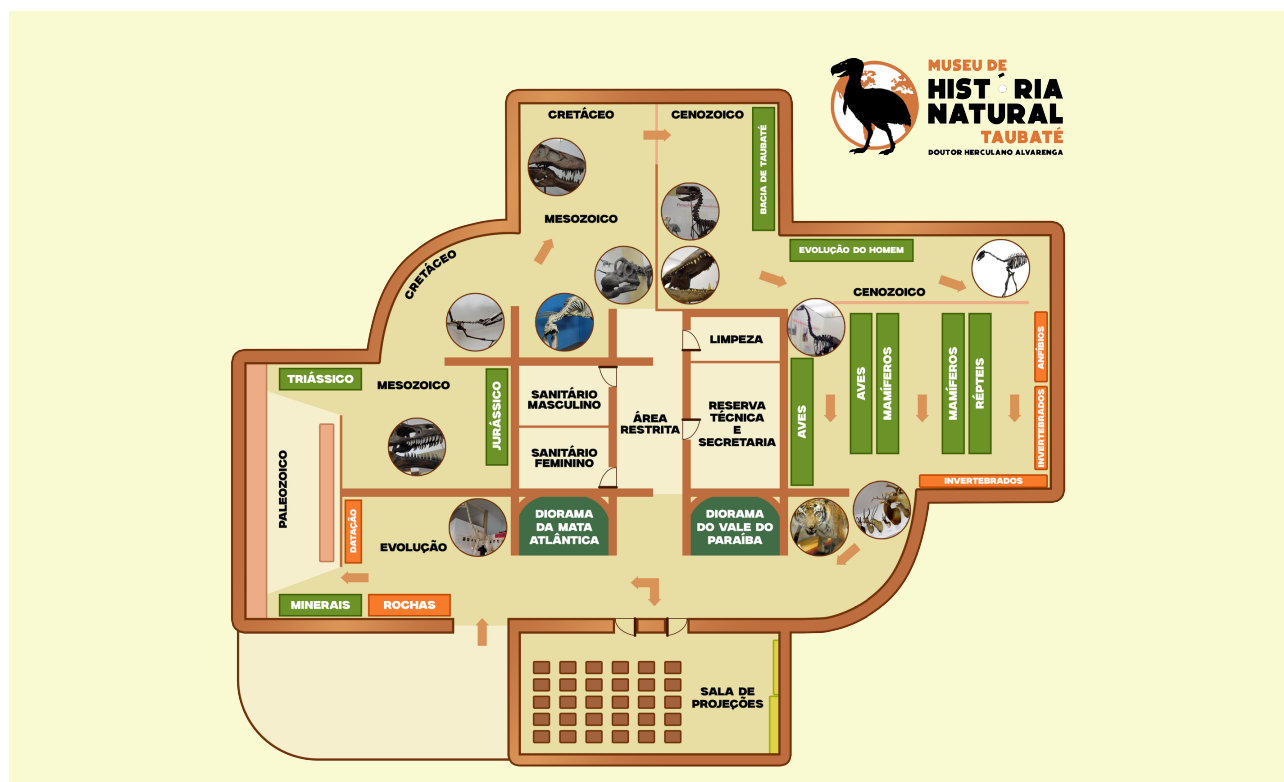 MUSEU DE
HISTÓRIA
NATURAL
TAUBATÉ
DOUTOR HERCULANO ALVARENGA
CRETÁCEO
CENOZOICO
BACIA DE TAUBATÉ
MESOZOICO
EVOLUÇÃO DO HOMEM
CRETÁCEO
CENOZOICO
LIMPEZA
ANFÍBIOS
TRIÁSSICO
MESOZOICO
JURÁSSICO
SANITÁRIO
MASCULINO
ÁREA
RESTRITA
RESERVA
TÉCNICA
E
SECRETARIA
AVES
AVES
MAMÍFEROS
MAMÍFEROS
RÉPTEIS
INVERTEBRADOS
SANITÁRIO
FEMININO
INVERTEBRADOS
PALEOZOICO
DATAÇÃO
EVOLUÇÃO
DIORAMA
DA MATA
ATLÂNTICA
DIORAMA
DO VALE DO
PARAÍBA
MINERAIS
ROCHAS
SALA DE
PROJEÇÕES